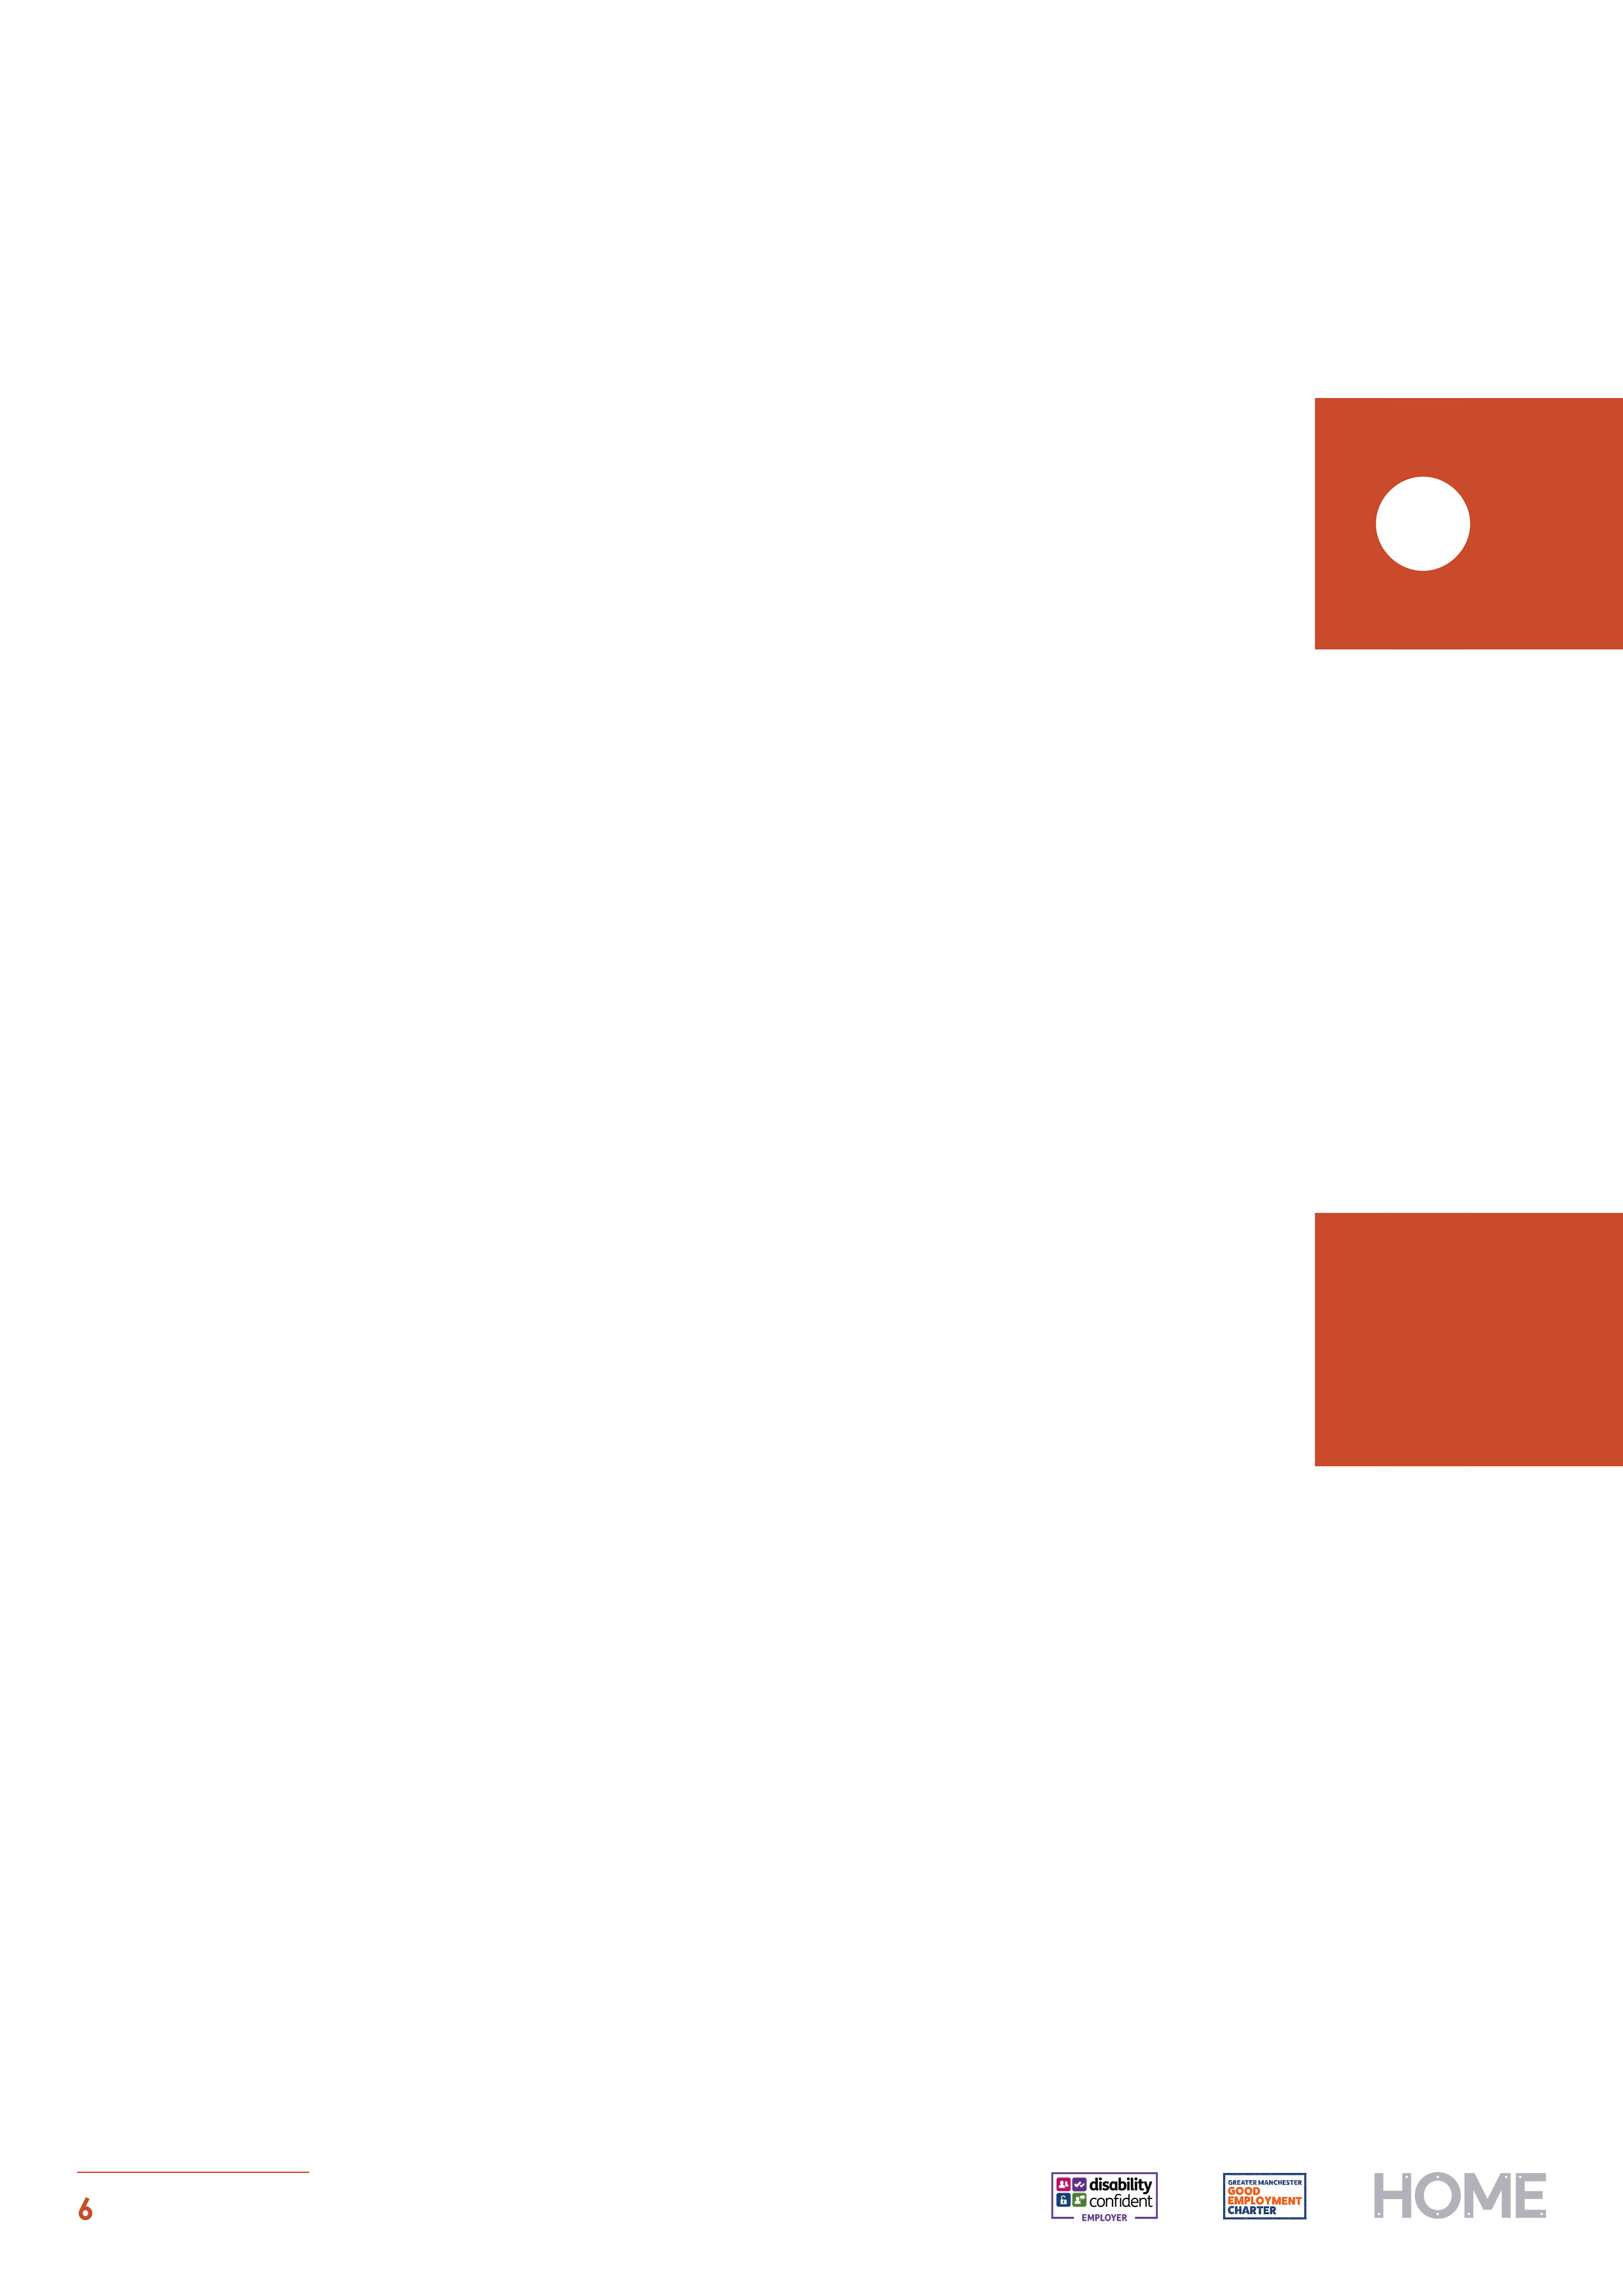 6
disability
confident
EMPLOYER
GREATER MANCHESTER
GOOD
EMPLOYMENT
CHARTER
HOME